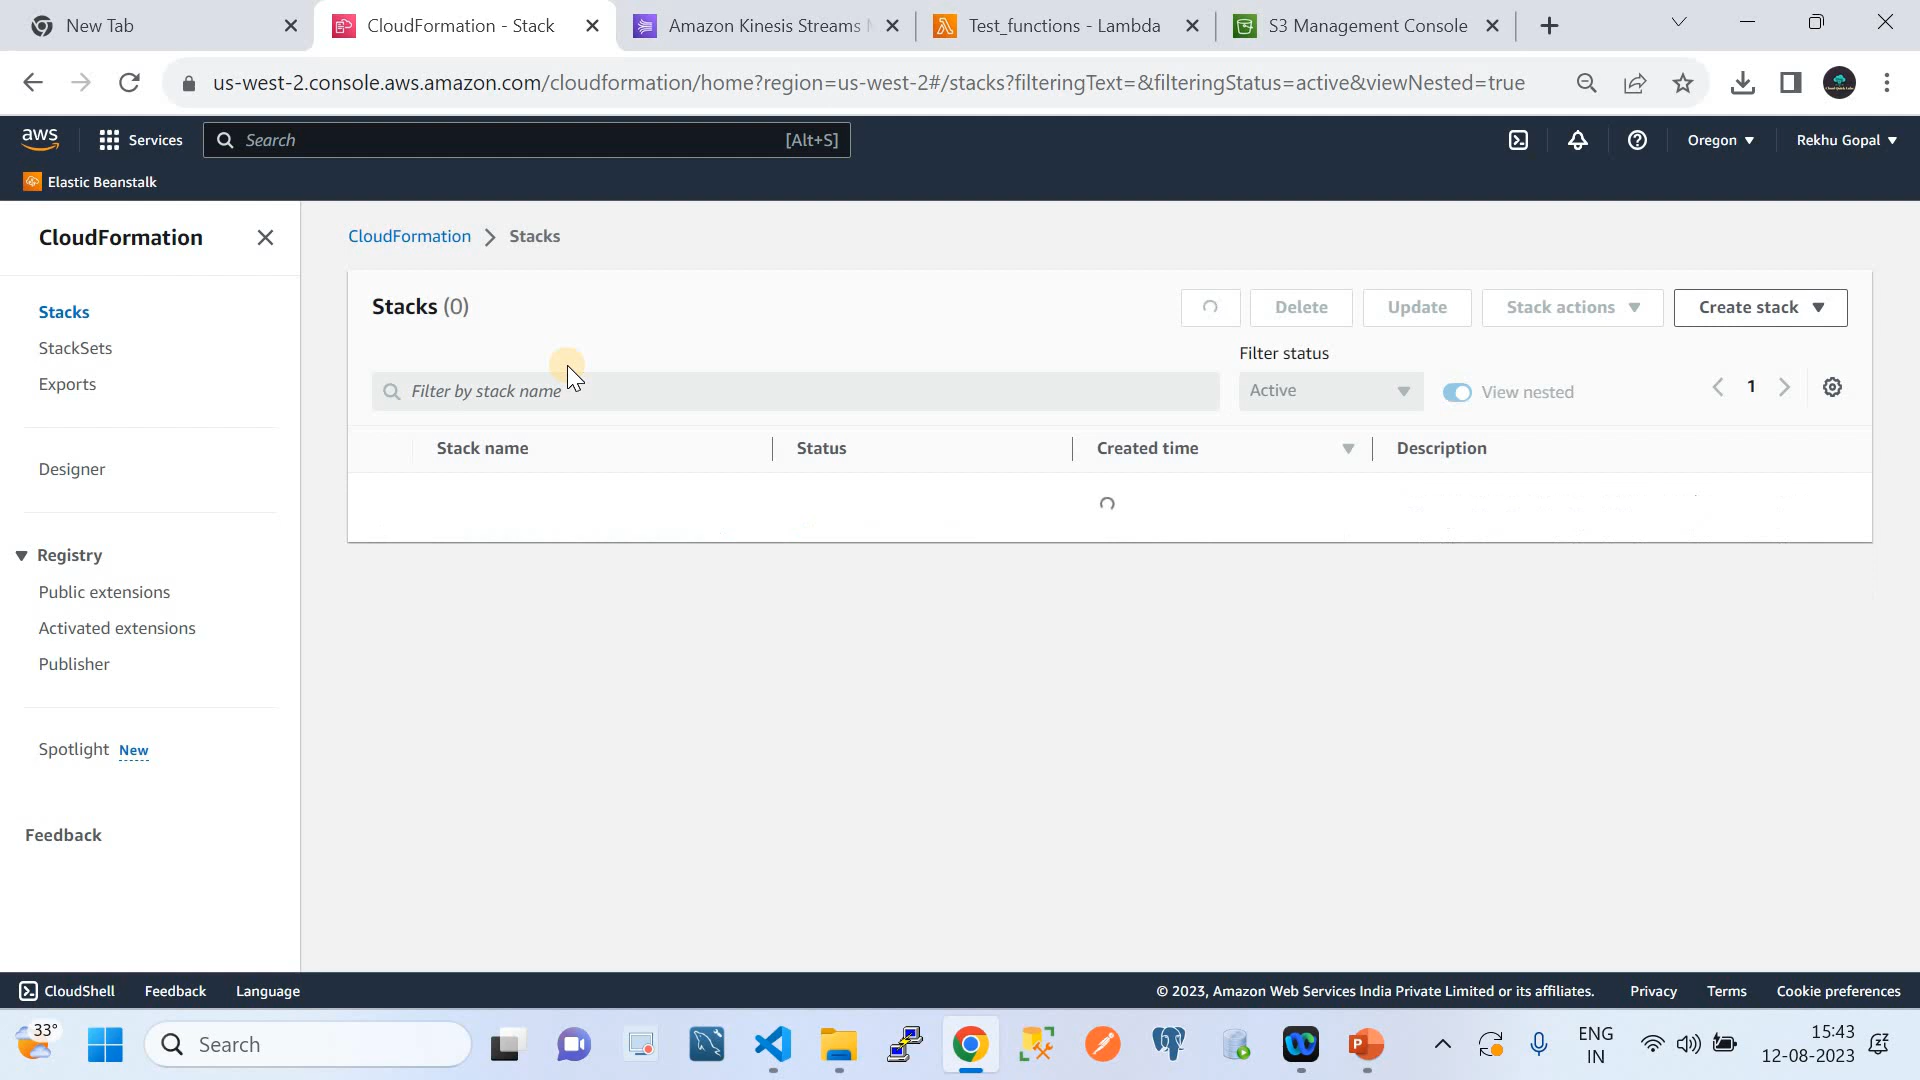 New Tab
CloudFormation - Stack
Amazon Kinesis Streams
Test_functions - Lambda
S3 Management Console
us-west-2.console.aws.amazon.com/cloudformation/home?region=us-west-2#/stacks?filteringText=&filteringStatus=active&viewNested=true
aws
Services
Search
[Alt+S]
Oregon
Rekhu Gopal
Elastic Beanstalk
CloudFormation
CloudFormation
Stacks
Stacks (0)
Delete
Update
Stack actions
Create stack
Filter status
Filter by stack name
Active
View nested
1
Stack name
Status
Created time
Description
Stacks
StackSets
Exports
Designer
Registry
Public extensions
Activated extensions
Publisher
Spotlight New
Feedback
CloudShell
Feedback
Language
© 2023, Amazon Web Services India Private Limited or its affiliates.
Privacy
Terms
Cookie preferences
33°
Search
ENG
IN
15:43
12-08-2023